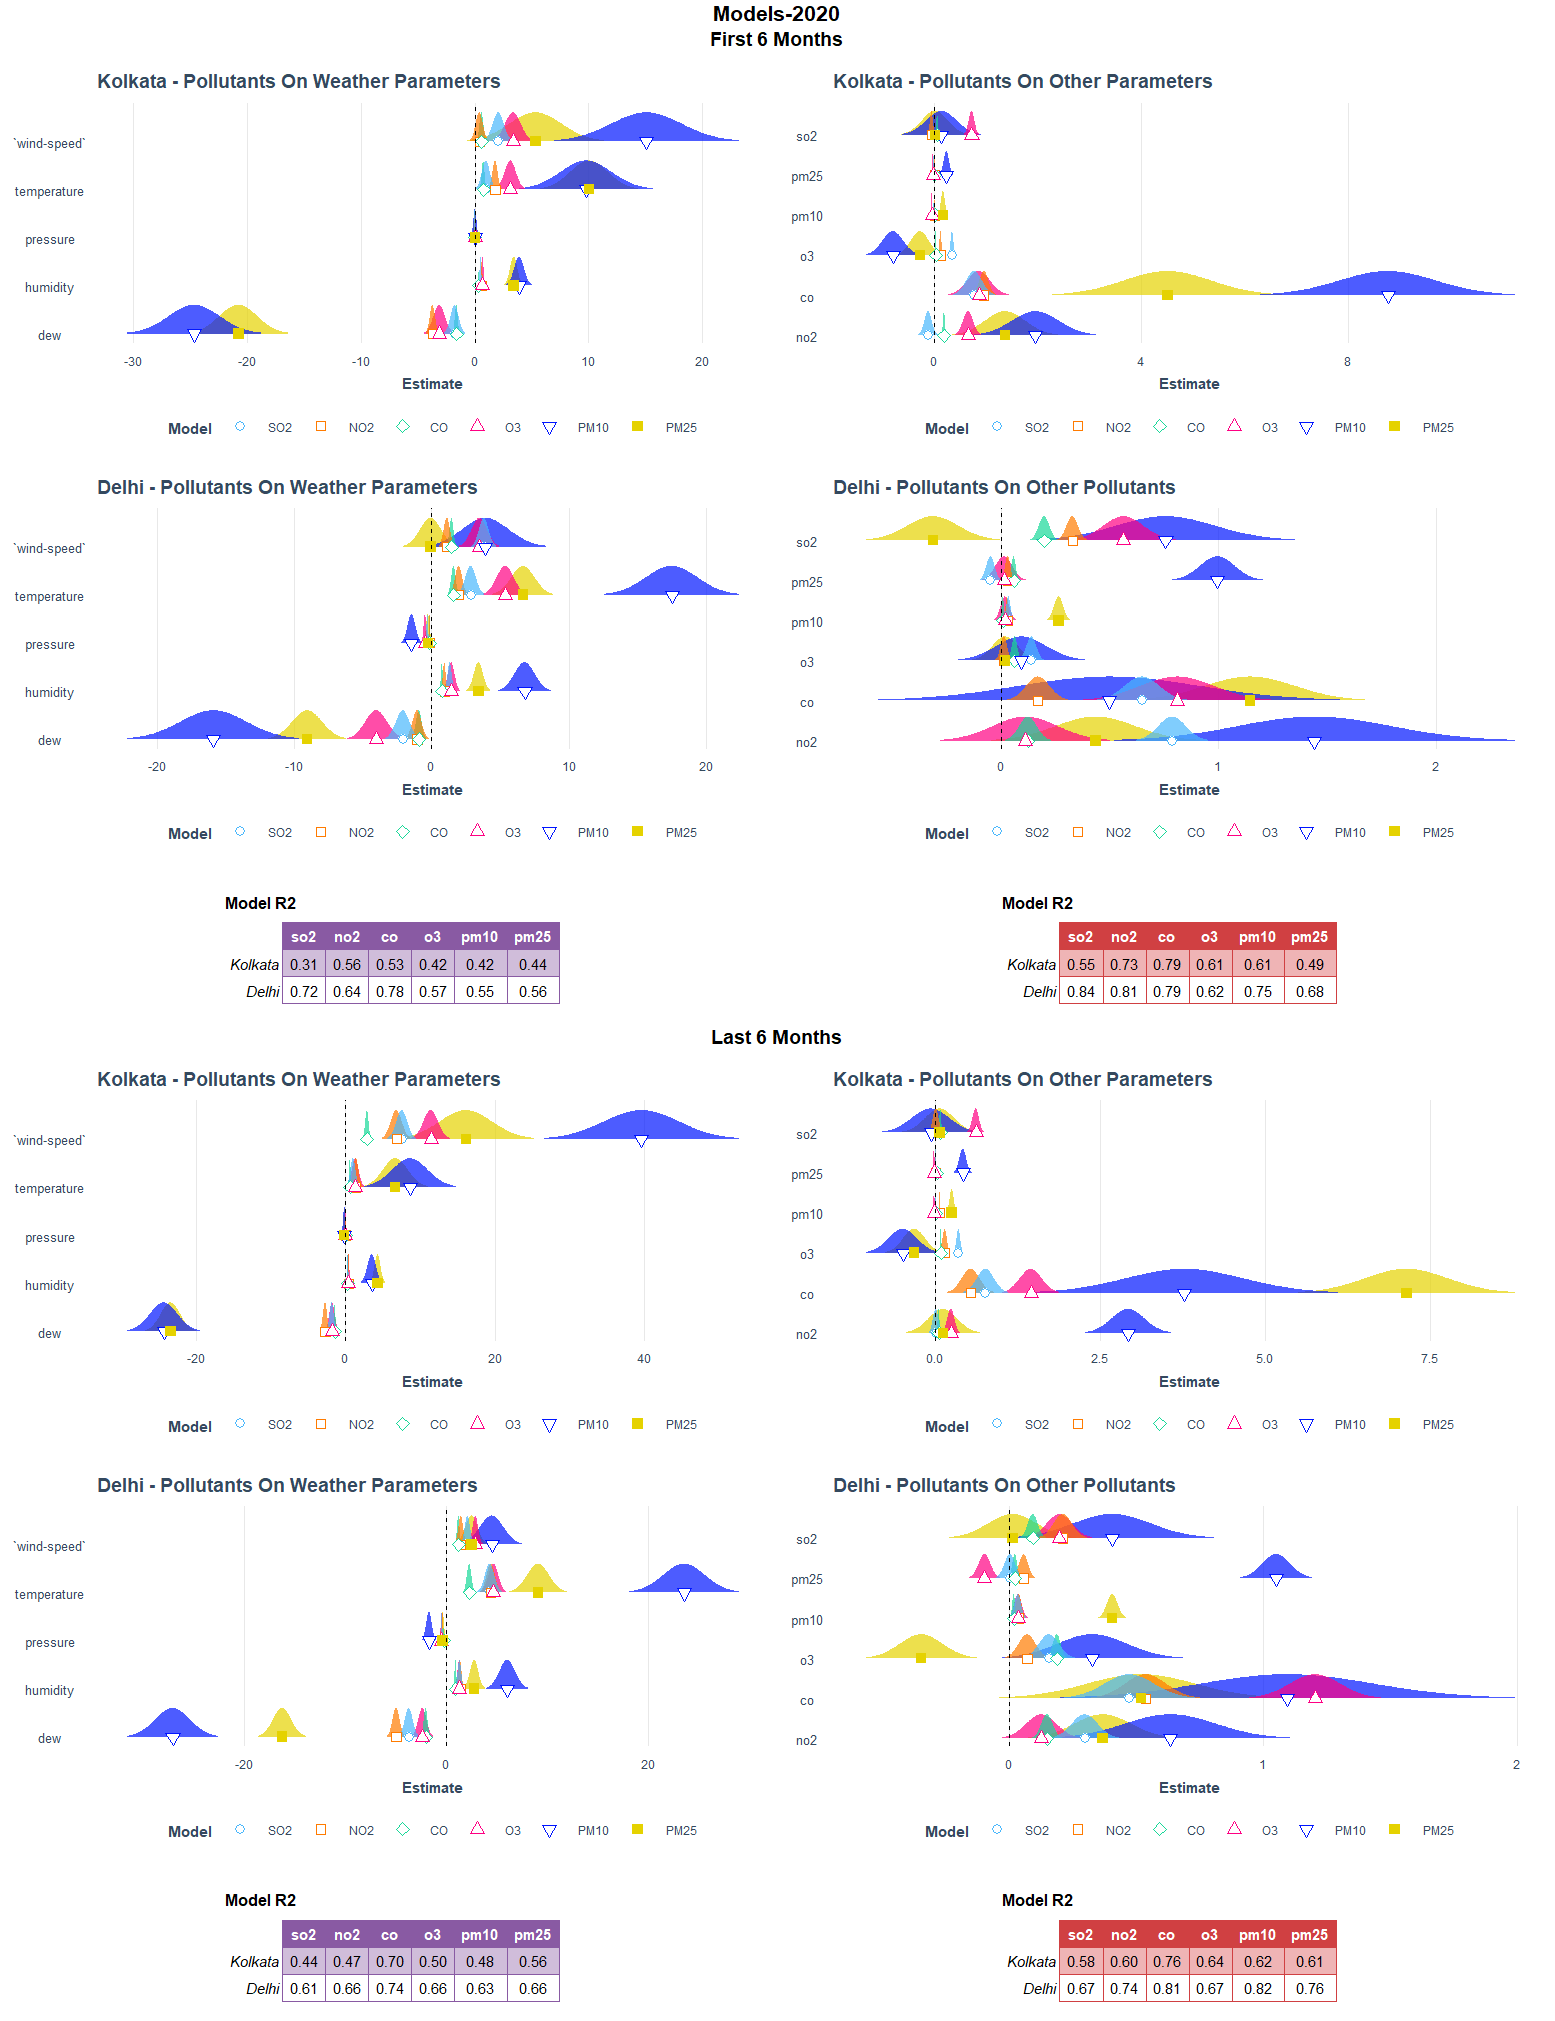 Models-2020
First 6 Months
Kolkata - Pollutants On Weather Parameters
`wind-speed`
temperature
pressure
humidity
dew
-30 -20 -10 0 10 20
Estimate
Model SO2 NO2 CO O3 PM10 PM25
Kolkata - Pollutants On Other Parameters
so2
pm25
pm10
o3
co
no2
0 4 8
Estimate
Model SO2 NO2 CO O3 PM10 PM25
Delhi - Pollutants On Weather Parameters
`wind-speed`
temperature
pressure
humidity
dew
-20 -10 0 10 20
Estimate
Model SO2 NO2 CO O3 PM10 PM25
Delhi - Pollutants On Other Pollutants
so2
pm25
pm10
o3
co
no2
0 1 2
Estimate
Model SO2 NO2 CO O3 PM10 PM25
Model R2
so2 no2 co o3 pm10 pm25
Kolkata 0.31 0.56 0.53 0.42 0.42 0.44
Delhi 0.72 0.64 0.78 0.57 0.55 0.56
Model R2
so2 no2 co o3 pm10 pm25
Kolkata 0.55 0.73 0.79 0.61 0.61 0.49
Delhi 0.84 0.81 0.79 0.62 0.75 0.68
Last 6 Months
Kolkata - Pollutants On Weather Parameters
`wind-speed`
temperature
pressure
humidity
dew
-20 0 20 40
Estimate
Model SO2 NO2 CO O3 PM10 PM25
Kolkata - Pollutants On Other Parameters
so2
pm25
pm10
o3
co
no2
0.0 2.5 5.0 7.5
Estimate
Model SO2 NO2 CO O3 PM10 PM25
Delhi - Pollutants On Weather Parameters
`wind-speed`
temperature
pressure
humidity
dew
-20 0 20
Estimate
Model SO2 NO2 CO O3 PM10 PM25
Delhi - Pollutants On Other Pollutants
so2
pm25
pm10
o3
co
no2
0 1 2
Estimate
Model SO2 NO2 CO O3 PM10 PM25
Model R2
so2 no2 co o3 pm10 pm25
Kolkata 0.44 0.47 0.70 0.50 0.48 0.56
Delhi 0.61 0.66 0.74 0.66 0.63 0.66
Model R2
so2 no2 co o3 pm10 pm25
Kolkata 0.58 0.60 0.76 0.64 0.62 0.61
Delhi 0.67 0.74 0.81 0.67 0.82 0.76